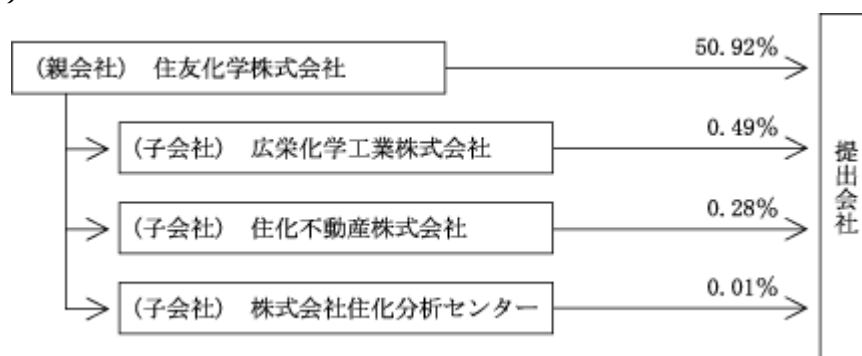 50.92%
(親会社) 住友化学株式会社
0.49%
(子会社) 広栄化学工業株式会社
0.28%
(子会社) 住化不動産株式会社
0.01%
(子会社) 株式会社住化分析センター
提出会社